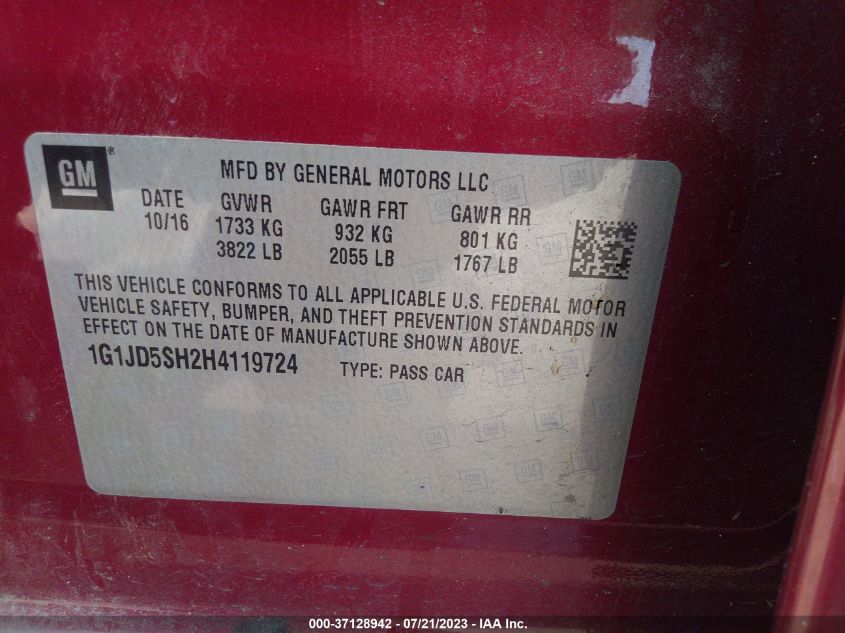 GM®
MFD BY GENERAL MOTORS LLC
DATE GVWR GAWR FRT GAWR RR
10/16 1733 KG 932 KG 801 KG
3822 LB 2055 LB 1767 LB
THIS VEHICLE CONFORMS TO ALL APPLICABLE U.S. FEDERAL MOTOR
VEHICLE SAFETY, BUMPER, AND THEFT PREVENTION STANDARDS IN
EFFECT ON THE DATE OF MANUFACTURE SHOWN ABOVE.
1G1JD5SH2H4119724 TYPE: PASS CAR
000-37128942 - 07/21/2023 - IAA Inc.